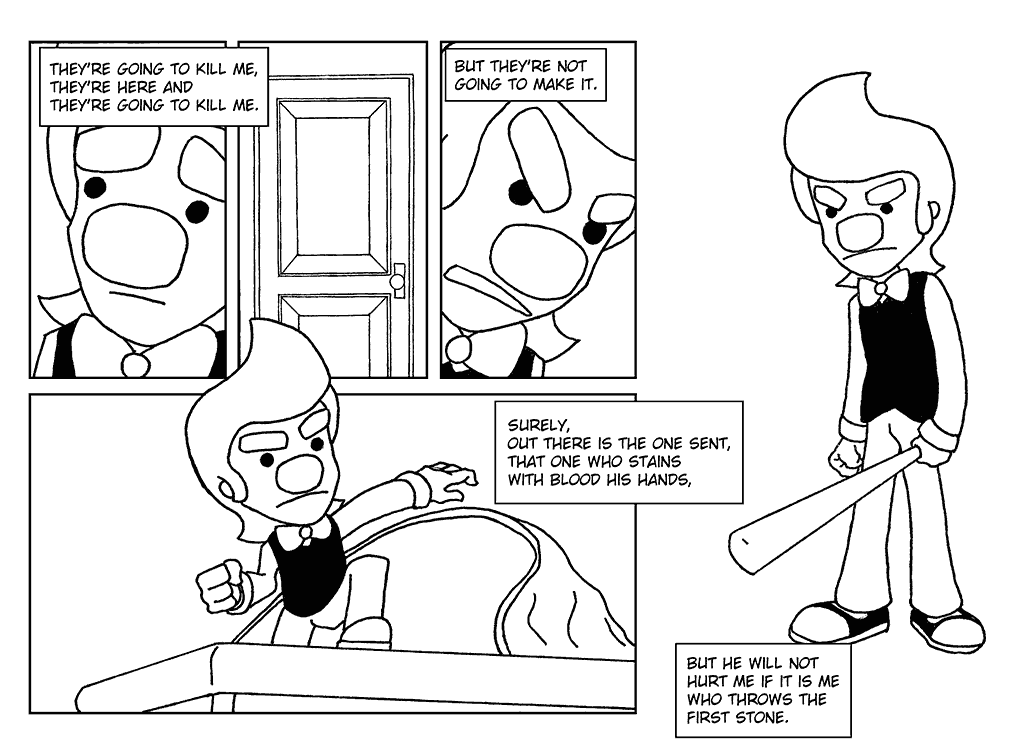 THEY'RE GOING TO KILL ME,
THEY'RE HERE AND
THEY'RE GOING TO KILL ME.
BUT THEY'RE NOT
GOING TO MAKE IT.
SURELY,
OUT THERE IS THE ONE SENT,
THAT ONE WHO STAINS
WITH BLOOD HIS HANDS,
BUT HE WILL NOT
HURT ME IF IT IS ME
WHO THROWS THE
FIRST STONE.